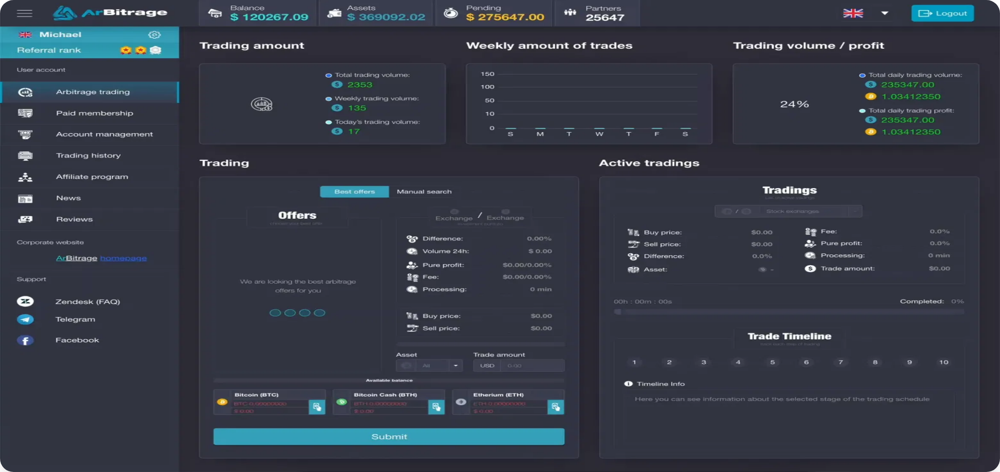 ArBitrage
Balance
$ 120267.09
Assets
$ 369092.02
Pending
$ 275647.00
Partners
25647
Logout
Michael
Referral rank
User account
Arbitrage trading
Paid membership
Account management
Trading history
Affiliate program
News
Reviews
Corporate website
ArBitrage homepage
Support
Zendesk (FAQ)
Telegram
Facebook
Trading amount
Total trading volume:
$ 2353
Weekly trading volume:
$ 135
Today's trading volume:
$ 17
Weekly amount of trades
150
100
50
10
0
S M T W T F S
Trading volume / profit
24%
Total daily trading volume:
$ 235347.00
1.03412350
Total daily trading profit:
$ 235347.00
1.03412350
Trading
Best offers Manual search
Offers
choose your best offer
We are looking the best arbitrage
offers for you
Exchange / Exchange
investment portfolio
Difference: 0.00%
Volume 24h: $ 0.00
Pure profit: $0.00/0.00%
Fee: $0.00/0.00%
Processing: 0 min
Buy price: $0.00
Sell price: $0.00
Asset
All
Trade amount
USD 0.00
Available balance
Bitcoin (BTC)
BTC 0.00000000
$ 0.00
Bitcoin Cash (BTH)
BTH 0.00000000
$ 0.00
Etherium (ETH)
ETH 0.00000000
$ 0.00
Submit
Active tradings
Tradings
List of active tradings
/ Stock exchanges
Buy price: $0.00
Sell price: $0.00
Difference: 0.0%
Asset: -
Fee: 0.0%
Pure profit: 0.0%
Processing: 0 min
Trade amount: $0.00
00h : 00m : 00s
Completed: 0%
Trade Timeline
track each step of trading
1 2 3 4 5 6 7 8 9 10
Timeline Info
Here you can see information about the selected stage of the trading schedule